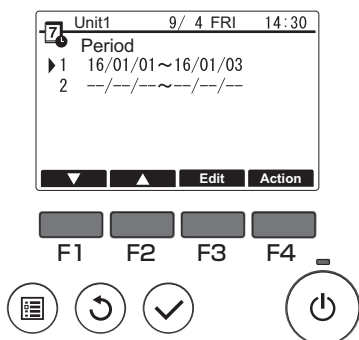 7 Unit1 9/ 4 FRI 14:30
Period
1 16/01/01~16/01/03
2 --/--/--~--/--/--
▼ ▲ Edit Action
F1 F2 F3 F4